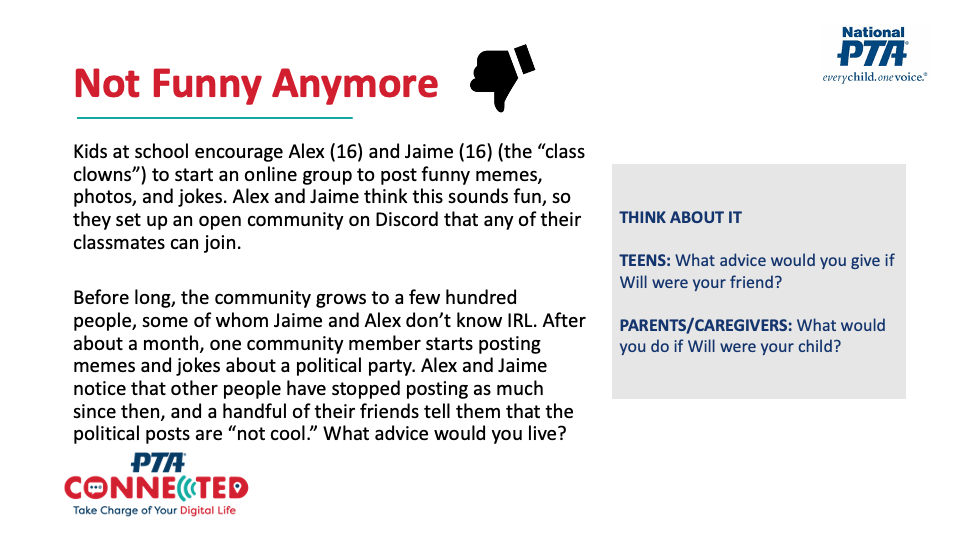 National
PTA®
everychild.onevoice.®
Not Funny Anymore
Kids at school encourage Alex (16) and Jaime (16) (the “class
clowns”) to start an online group to post funny memes,
photos, and jokes. Alex and Jaime think this sounds fun, so
they set up an open community on Discord that any of their
classmates can join.
Before long, the community grows to a few hundred
people, some of whom Jaime and Alex don’t know IRL. After
about a month, one community member starts posting
memes and jokes about a political party. Alex and Jaime
notice that other people have stopped posting as much
since then, and a handful of their friends tell them that the
political posts are “not cool.” What advice would you live?
THINK ABOUT IT
TEENS: What advice would you give if
Will were your friend?
PARENTS/CAREGIVERS: What would
you do if Will were your child?
PTA®
CONNECTED
Take Charge of Your Digital Life